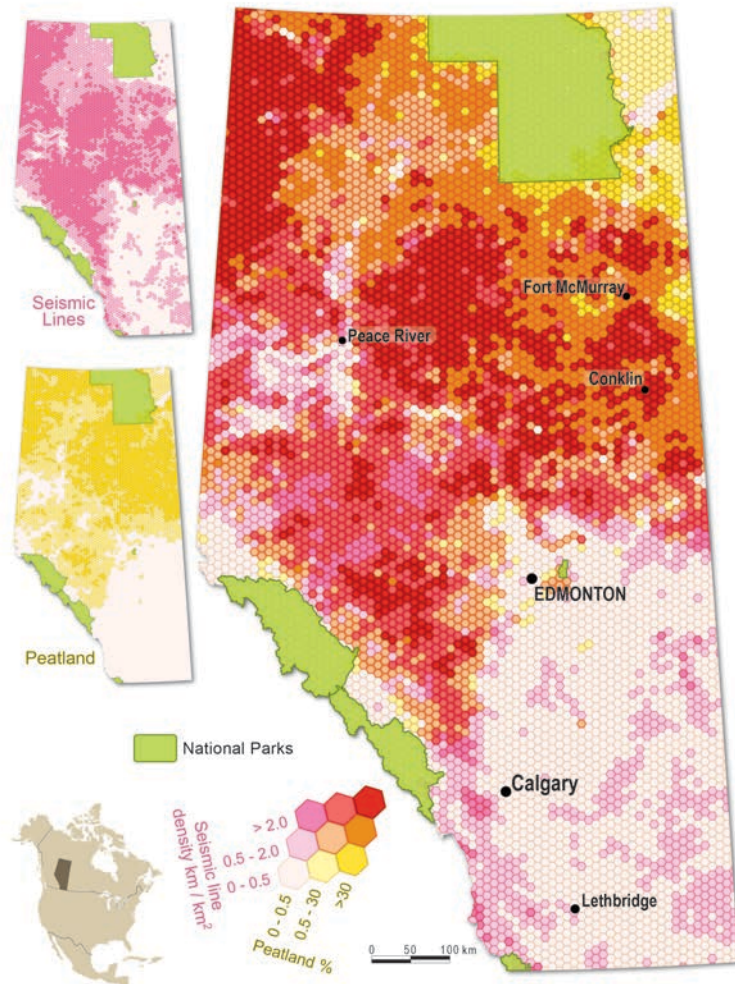 Seismic
Lines
Peatland
Fort McMurray
Peace River
Conklin
EDMONTON
Calgary
Lethbridge
National Parks
Seismic line
density km / km²
> 2.0
0.5 - 2.0
0 - 0.5
0 - 0.5
0.5 - 30
>30
Peatland %
0 50 100 km